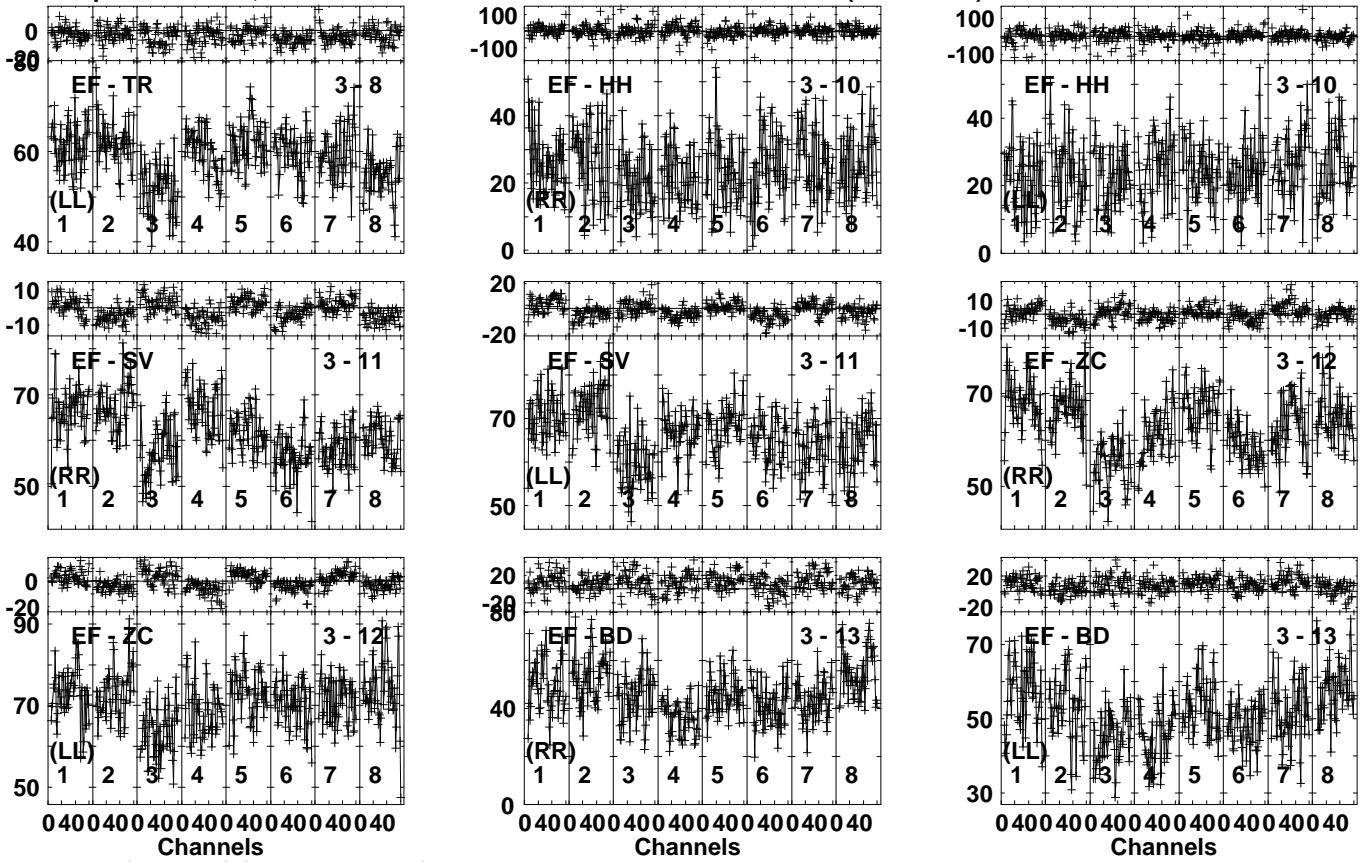 0 100 100
-20 -100 -100
80
EF - TR 3 - 8 EF - HH 3 - 10 EF - HH 3 - 10
40 40
60 20 20
(LL) (RR) (LL)
1 2 3 4 5 6 7 8 1 2 3 4 5 6 7 8 1 2 3 4 5 6 7 8
40 0 0
10 20 10
-10 -20 -10
EF - SV 3 - 11 EF - SV 3 - 11 EF - ZC 3 - 12
70 70 70
(RR) (LL) (RR)
50 50 50
1 2 3 4 5 6 7 8 1 2 3 4 5 6 7 8 1 2 3 4 5 6 7 8
0 20 20
-20 -20 -20
90 80
EF - ZC 3 - 12 EF - BD 3 - 13 EF - BD 3 - 13
70
70 40 50
(LL) (RR) (LL)
1 2 3 4 5 6 7 8 1 2 3 4 5 6 7 8 1 2 3 4 5 6 7 8
50 0 30
0 40 0 40 0 40 0 40 0 40 0 40 0 40 0 40 0 40 0 40 0 40 0 40 0 40 0 40 0 40 0 40 0 40 0 40 0 40 0 40 0 40 0 40 0 40 0 40
Channels Channels Channels